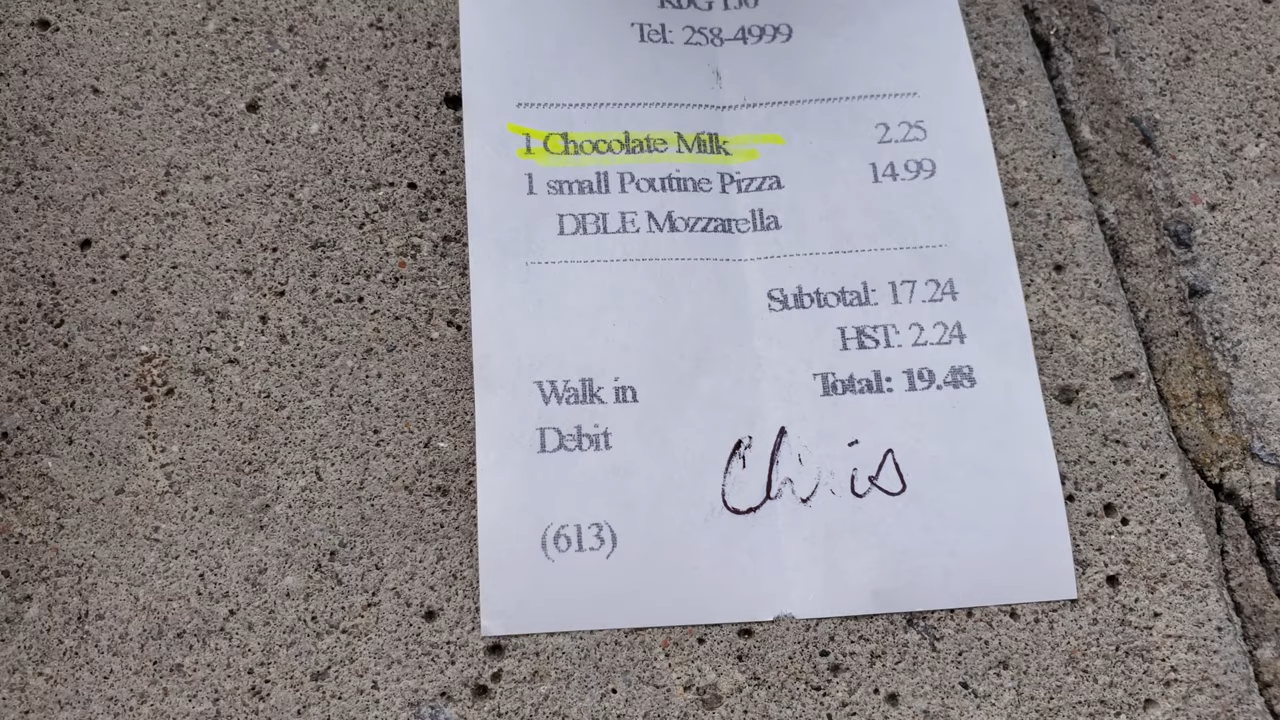 Tel: 258-4999
1 Chocolate Milk 2.25
1 small Poutine Pizza 14.99
DBLE Mozzarella
Subtotal: 17.24
HST: 2.24
Walk in Total: 19.48
Debit
Chris
(613)